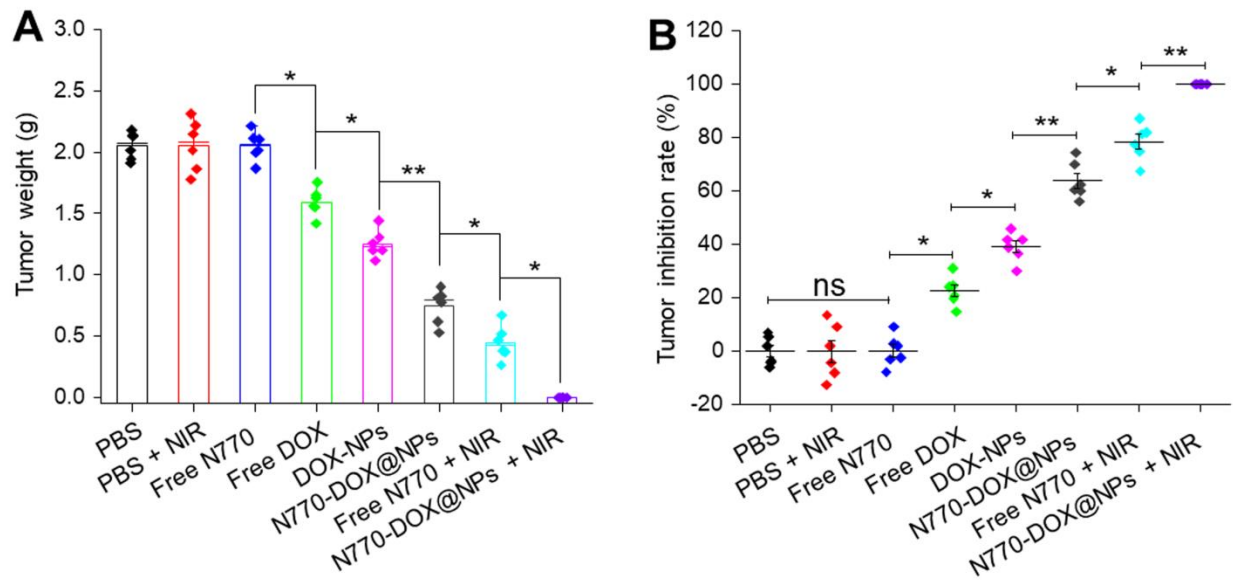 A
Tumor weight (g)
3.0
2.5
2.0
1.5
1.0
0.5
0.0
*
*
**
*
*
PBS
PBS + NIR
Free N770
Free DOX
DOX-NPs
N770-DOX@NPs
Free N770 + NIR
N770-DOX@NPs + NIR
B
Tumor inhibition rate (%)
120
100
80
60
40
20
0
-20
ns
*
*
**
*
**
PBS
PBS + NIR
Free N770
Free DOX
DOX-NPs
N770-DOX@NPs
Free N770 + NIR
N770-DOX@NPs + NIR